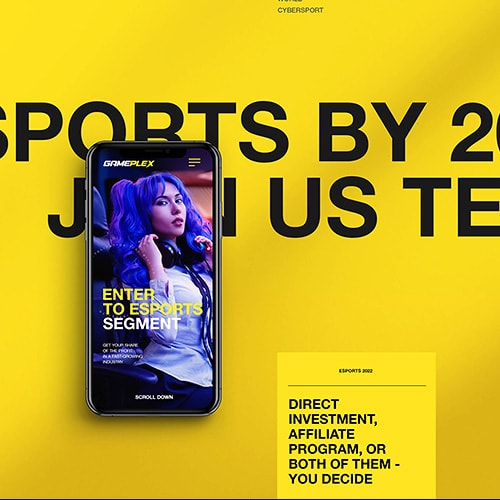 CYBERSPORT
SPORTS BY 20
J N US TE
GAMEPLEX
ENTER
TO ESPORTS
SEGMENT
GET YOUR SHARE
OF THE PROFIT
IN A FAST-GROWING
INDUSTRY
SCROLL DOWN
ESPORTS 2022
DIRECT
INVESTMENT,
AFFILIATE
PROGRAM, OR
BOTH OF THEM -
YOU DECIDE